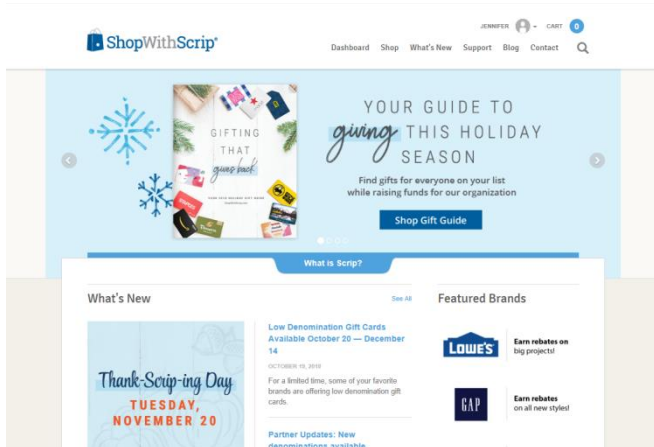 JENNIFER CART 0
ShopWithScrip®
Dashboard Shop What's New Support Blog Contact
GIFTING
THAT
gives back
YOUR GUIDE TO
giving THIS HOLIDAY
SEASON
Find gifts for everyone on your list
while raising funds for our organization
Shop Gift Guide
What is Scrip?
What's New
See All
Thank-Scrip-ing Day
TUESDAY,
NOVEMBER 20
Low Denomination Gift Cards
Available October 20 — December
14
For a limited time, some of your favorite
brands are offering low denomination gift
cards.
Partner Updates: New
denominations available
Featured Brands
LOWE'S
Earn rebates on
big projects!
GAP
Earn rebates
on all new styles!